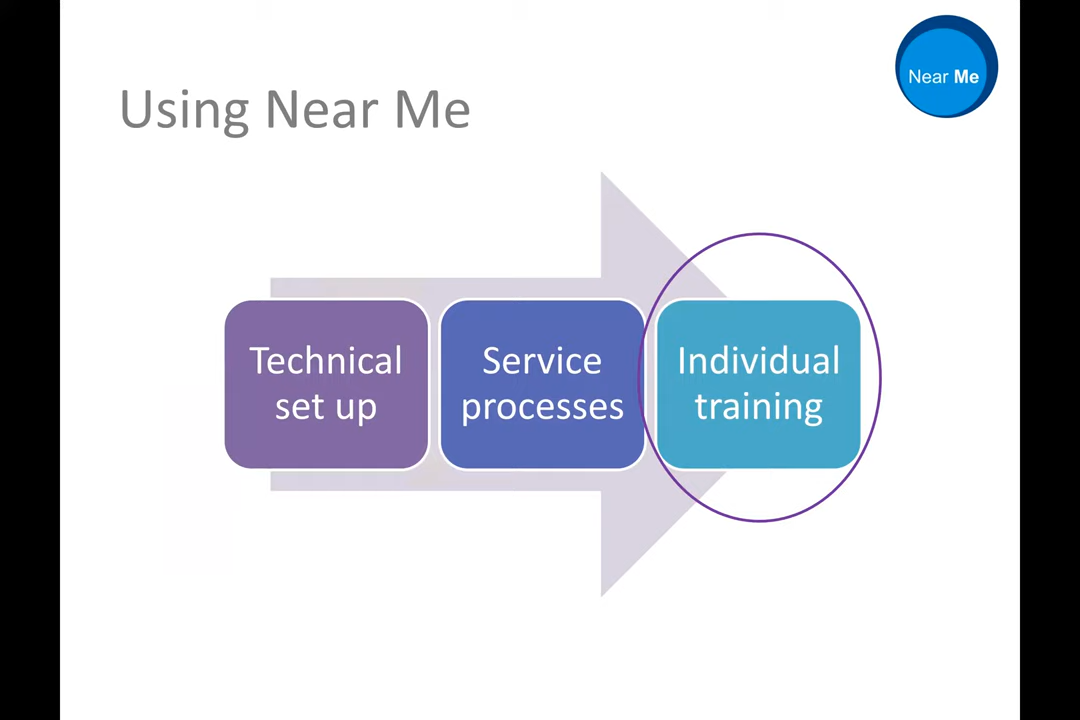 Near Me
Using Near Me
Technical
set up
Service
processes
Individual
training